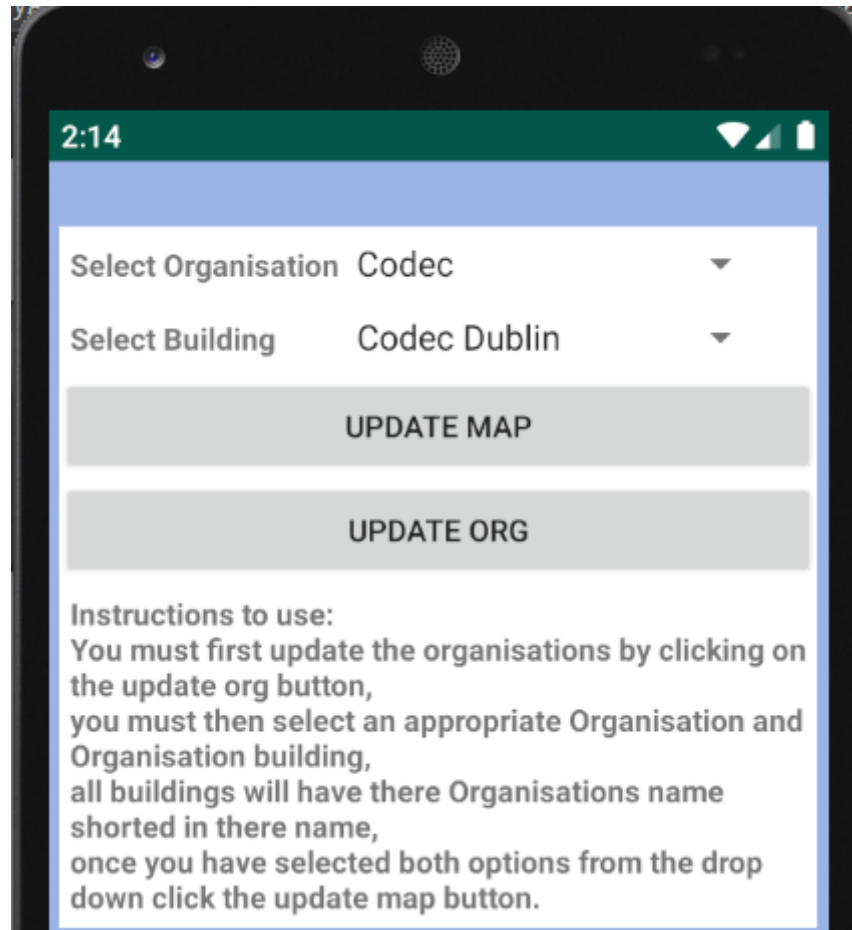 2:14
Select Organisation Codec
Select Building Codec Dublin
UPDATE MAP
UPDATE ORG
Instructions to use:
You must first update the organisations by clicking on
the update org button,
you must then select an appropriate Organisation and
Organisation building,
all buildings will have there Organisations name
shorted in there name,
once you have selected both options from the drop
down click the update map button.